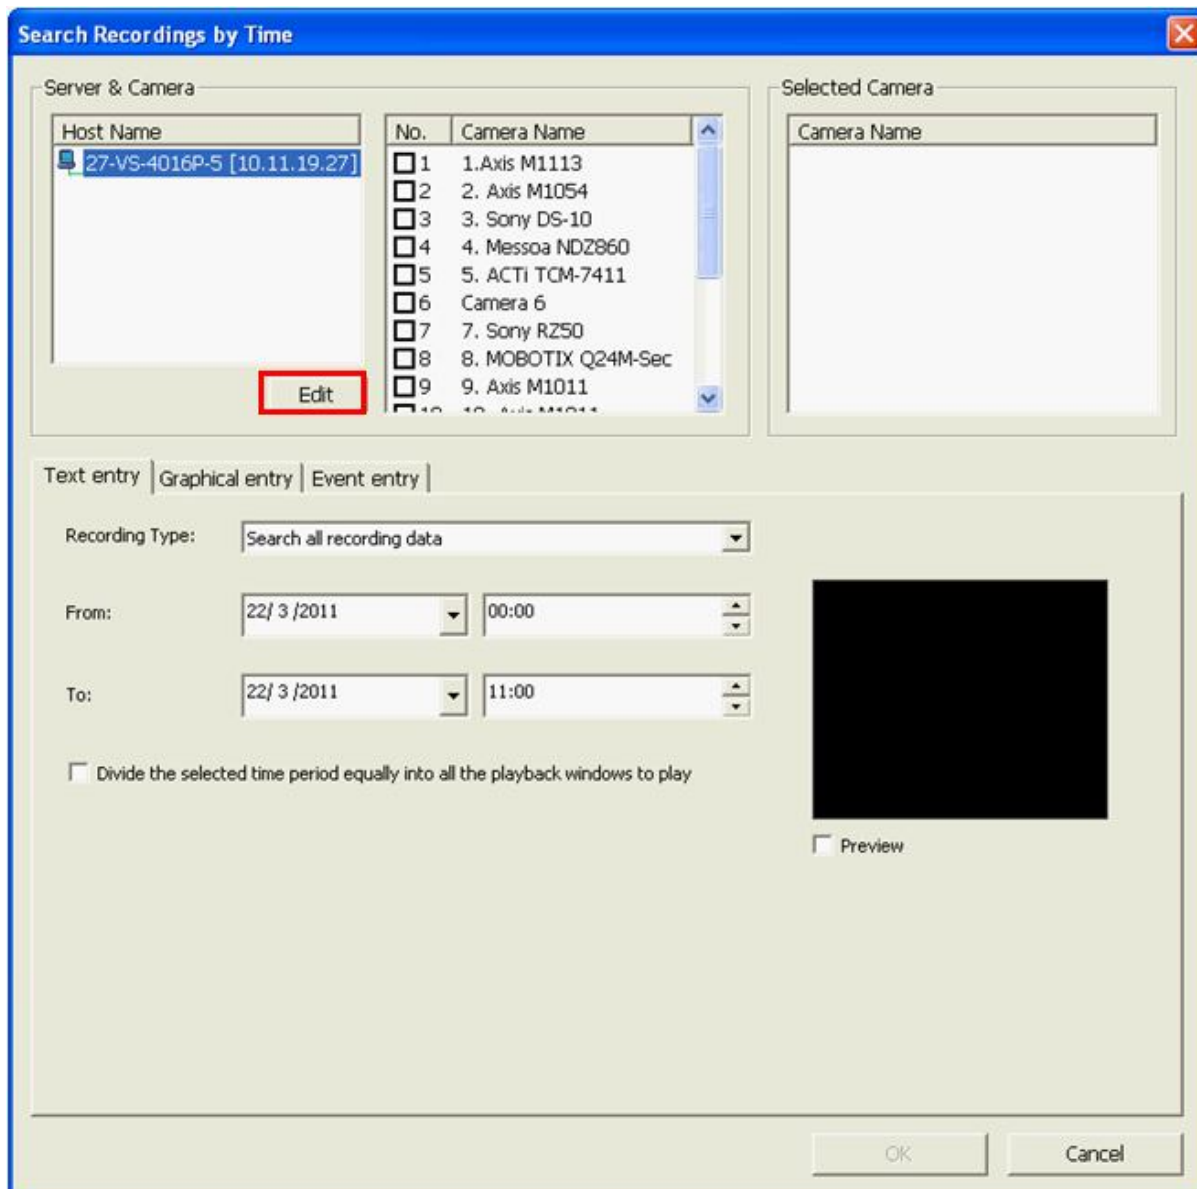 Search Recordings by Time
Server & Camera
Host Name
27-VS-4016P-5 [10.11.19.27]
Edit
No. Camera Name
1 1.Axis M1113
2 2. Axis M1054
3 3. Sony DS-10
4 4. Messoa NDZ860
5 5. ACTi TCM-7411
6 Camera 6
7 7. Sony RZ50
8 8. MOBOTIX Q24M-Sec
9 9. Axis M1011
Selected Camera
Camera Name
Text entry Graphical entry Event entry
Recording Type: Search all recording data
From: 22/ 3 /2011 00:00
To: 22/ 3 /2011 11:00
Divide the selected time period equally into all the playback windows to play
Preview
OK Cancel